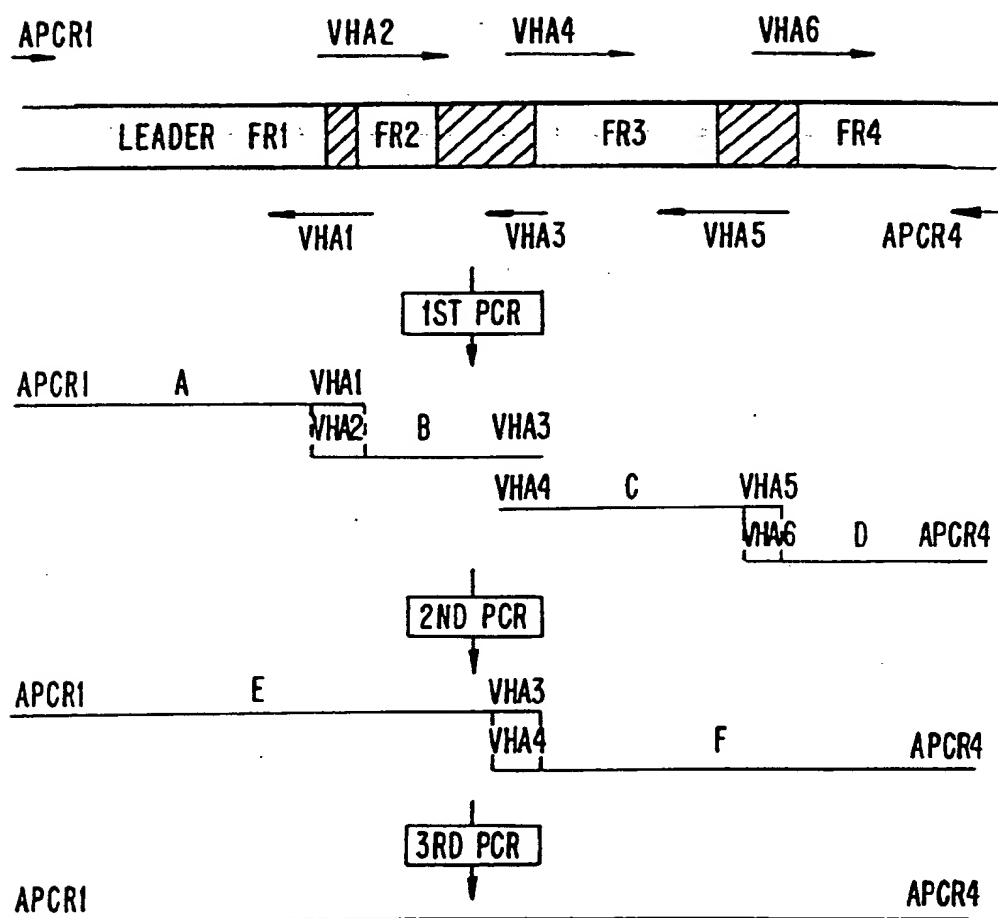 APCR1 VHA2 VHA4 VHA6
LEADER FR1 FR2 FR3 FR4
VHA1 VHA3 VHA5 APCR4
1ST PCR
APCR1 A VHA1
VHA2 B VHA3
VHA4 C VHA5
VHA6 D APCR4
2ND PCR
APCR1 E VHA3
VHA4 F APCR4
3RD PCR
APCR1 APCR4